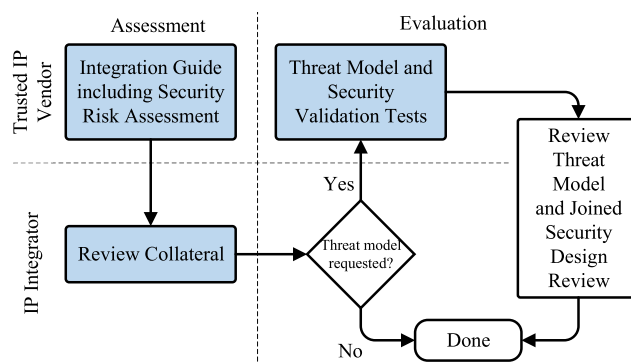 Assessment
Evaluation
Trusted IP
Vendor
Integration Guide
including Security
Risk Assessment
Threat Model and
Security
Validation Tests
Review
Threat
Model
and Joined
Security
Design
Review
IP Integrator
Review Collateral
Yes
Threat model
requested?
No
Done